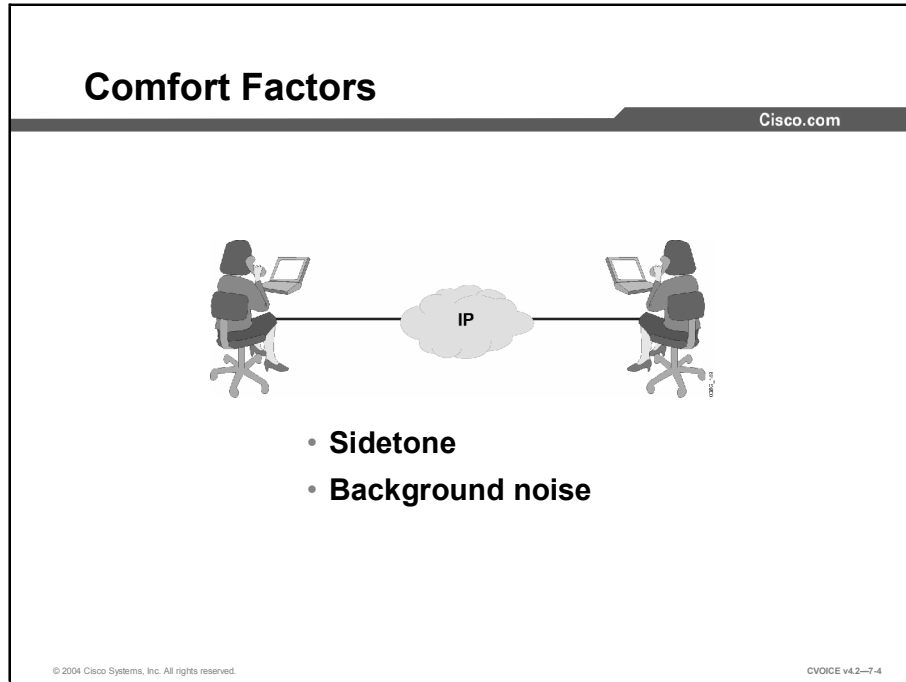 Comfort Factors
Cisco.com
IP
• Sidetone
• Background noise
© 2004 Cisco Systems, Inc. All rights reserved.
CVOICE v4.2—7-4